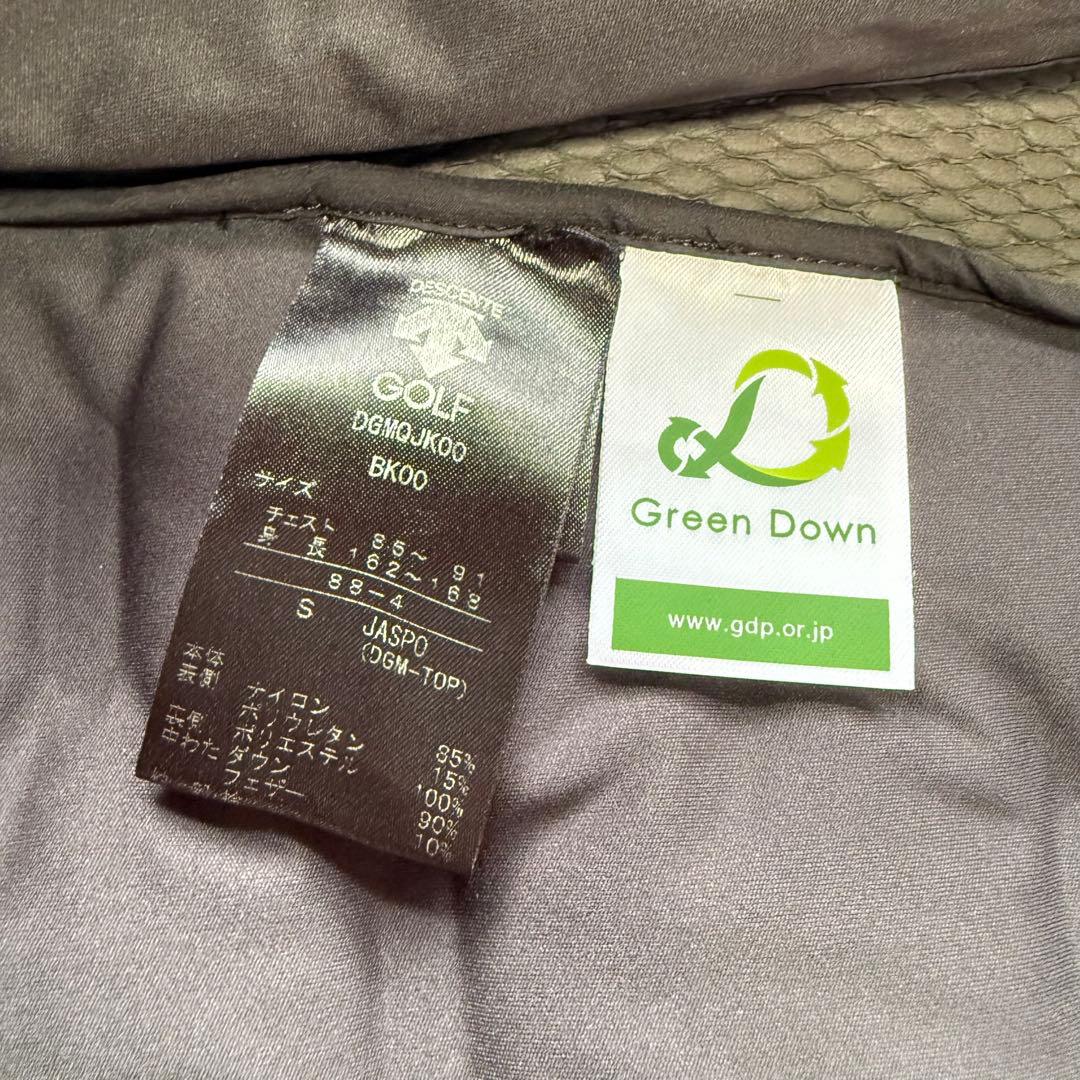 DESCENTE
GOLF
DGMQJK00
BK00
サイズ
チェスト 85〜 91
身 長 162〜168
88-4
S JASPO
(DGM-TOP)
本体
表側 ナイロン 85%
ポリウレタン 15%
裏側 ポリエステル 100%
中わた ダウン 90%
フェザー 10%
Green Down
www.gdp.or.jp